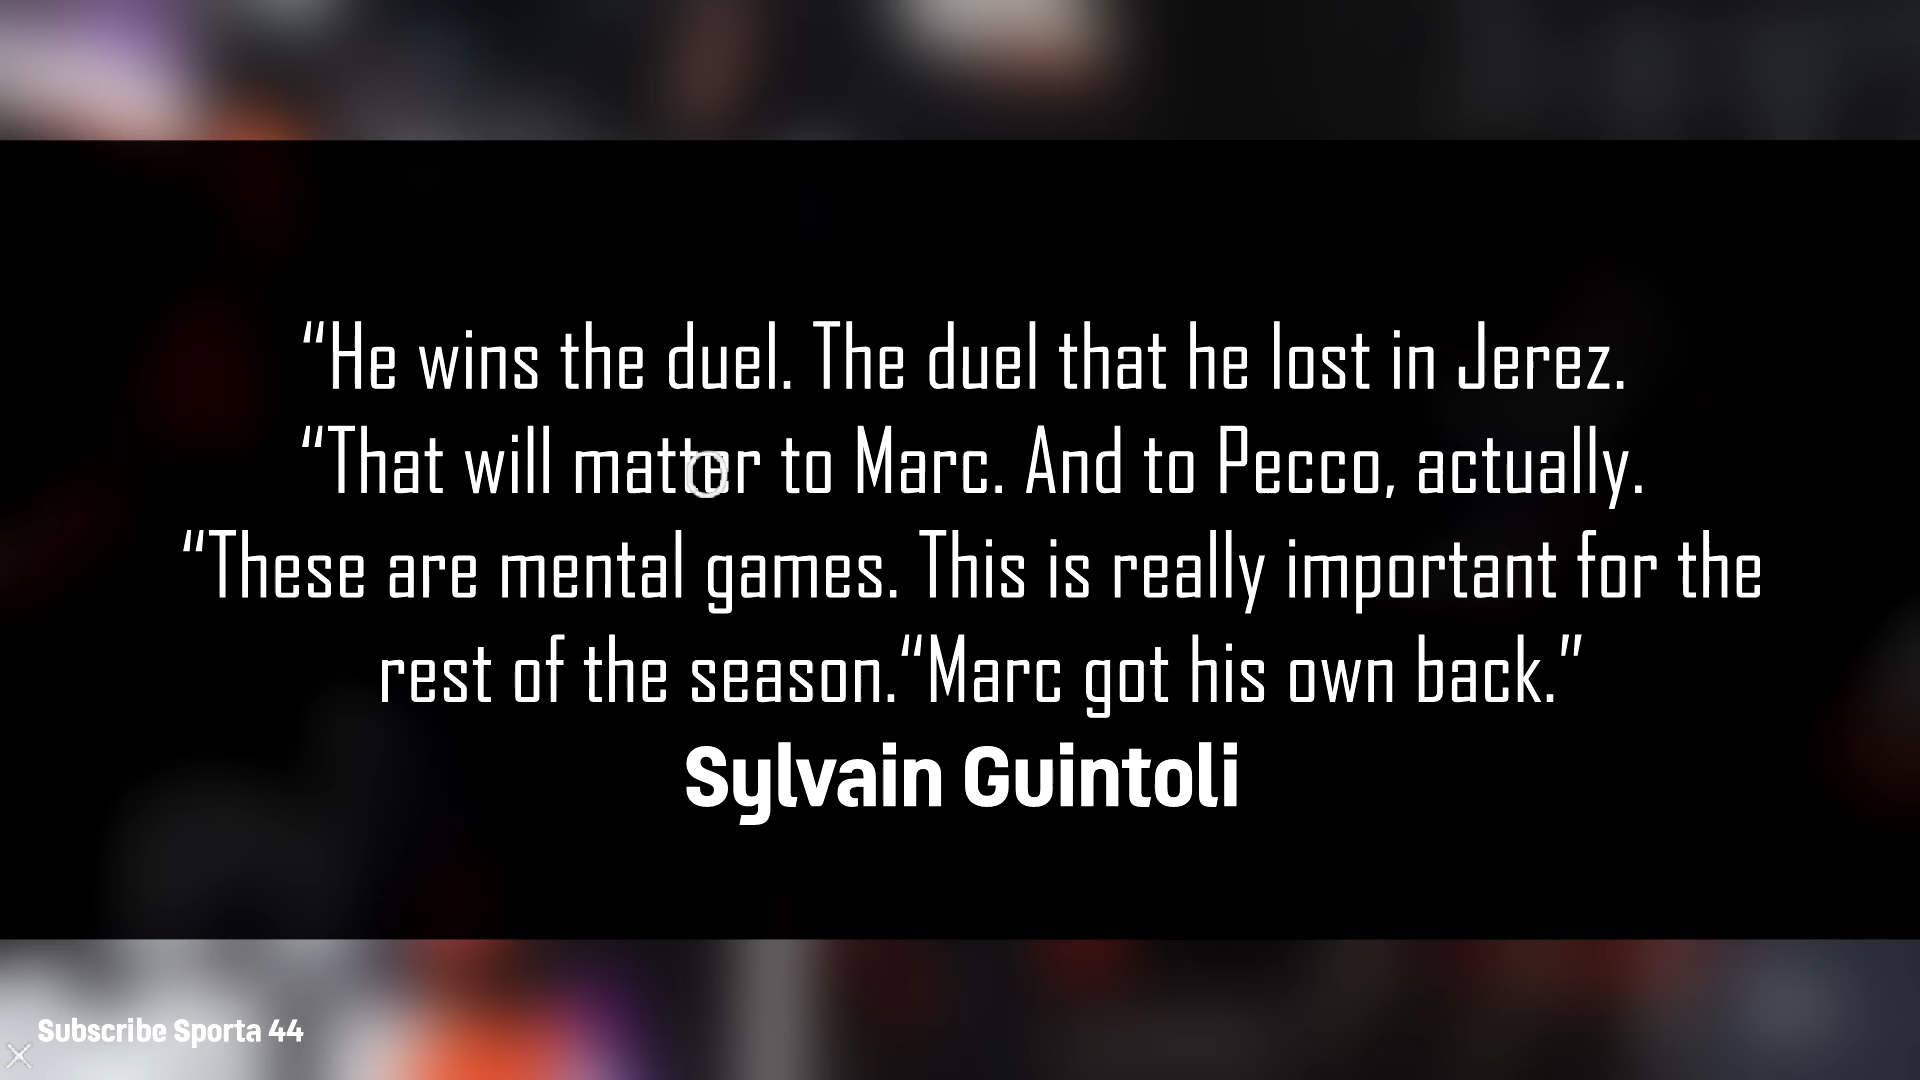 “He wins the duel. The duel that he lost in Jerez.
“That will matter to Marc. And to Pecco, actually.
“These are mental games. This is really important for the
rest of the season.“Marc got his own back.”
Sylvain Guintoli
Subscribe Sporta 44